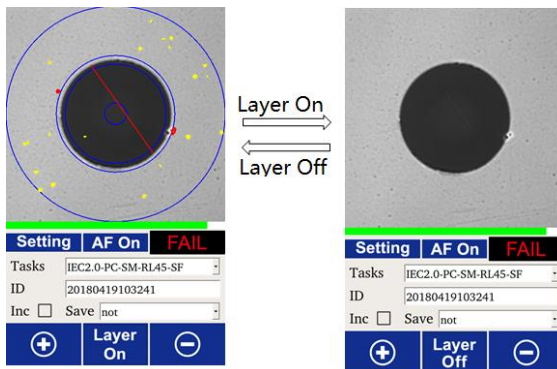 Layer On
Layer Off
Setting AF On FAIL
Tasks IEC2.0-PC-SM-RL45-SF
ID 20180419103241
Inc Save not
Layer On
Setting AF On FAIL
Tasks IEC2.0-PC-SM-RL45-SF
ID 20180419103241
Inc Save not
Layer Off